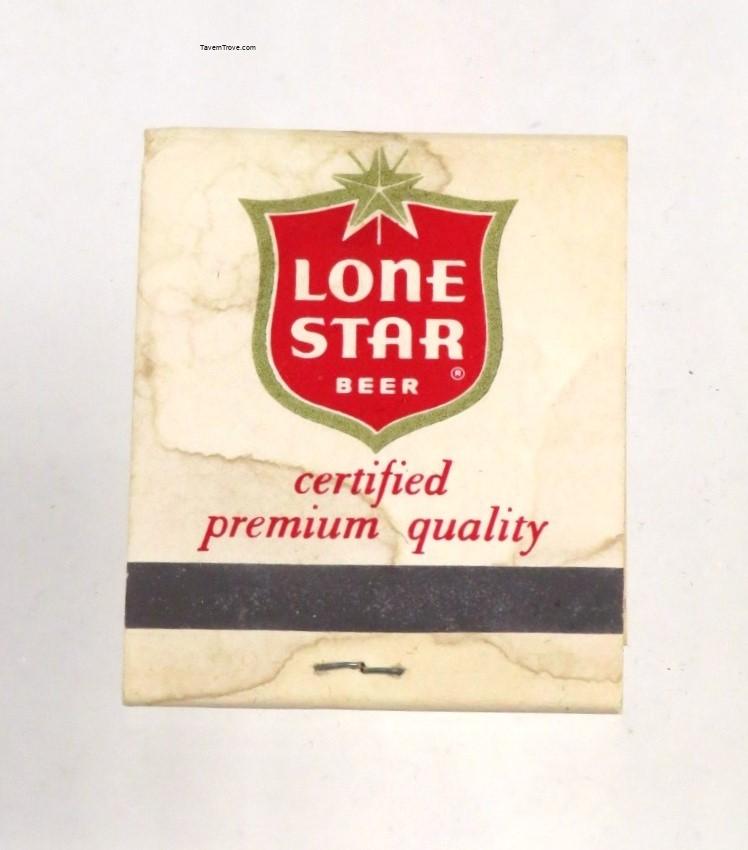 TavernTrove.com
LONE
STAR
BEER ®
certified
premium quality